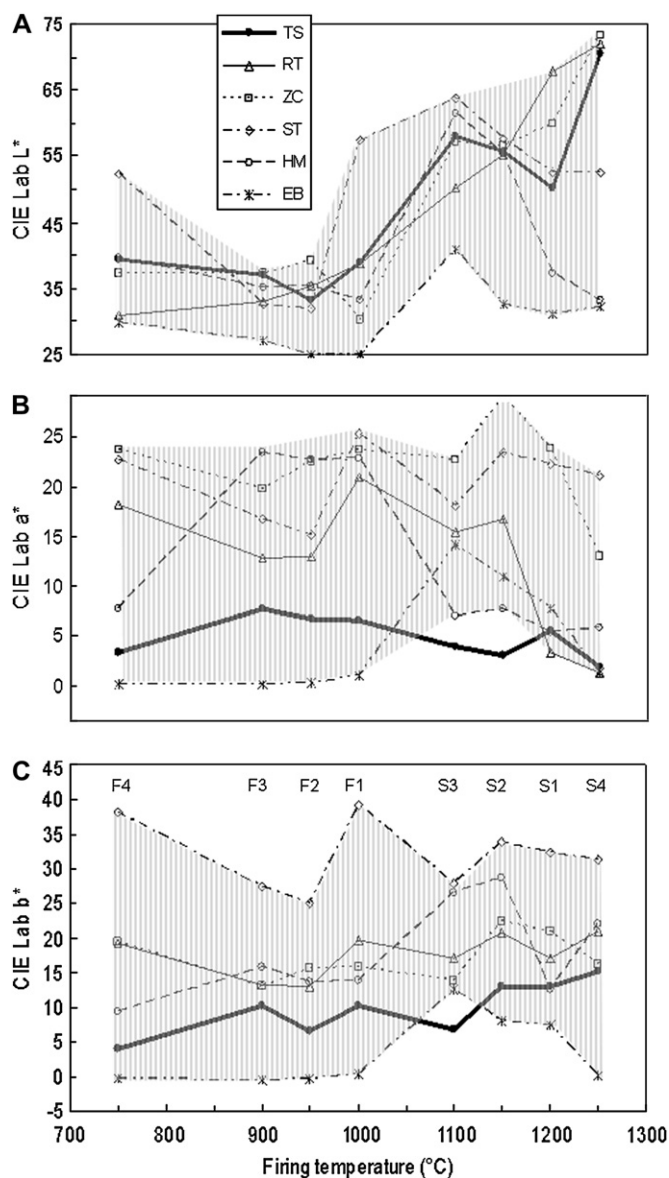 A
CIE Lab L*
75
65
55
45
35
25
TS
RT
ZC
ST
HM
EB
B
CIE Lab a*
25
20
15
10
5
0
C
CIE Lab b*
45
40
35
30
25
20
15
10
5
0
-5
F4 F3 F2 F1 S3 S2 S1 S4
700 800 900 1000 1100 1200 1300
Firing temperature (°C)